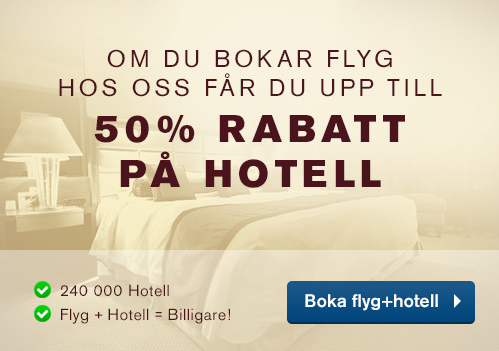 OM DU BOKAR FLYG
HOS OSS FÅR DU UPP TILL
50% RABATT
PÅ HOTELL
240 000 Hotell
Flyg + Hotell = Billigare!
Boka flyg+hotell